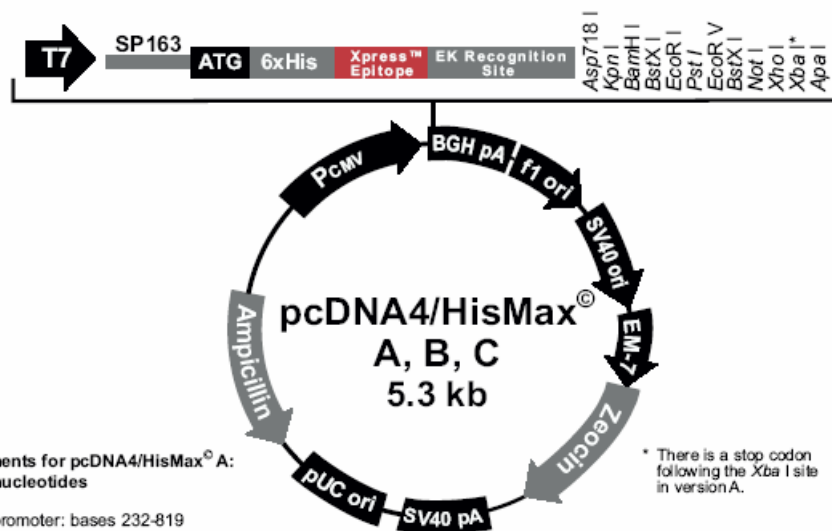 T7
SP163
ATG
6xHis
Xpress™
Epitope
EK Recognition
Site
Asp718 I
Kpn I
BamH I
BstX I
EcoR I
Pst I
EcoR V
BstX I
Not I
Xho I
Xba I*
Apa I
PCMV
BGH pA
f1 ori
SV40 ori
EM-7
Zeocin
SV40 pA
pUC ori
Ampicillin
pcDNA4/HisMax©
A, B, C
5.3 kb
ents for pcDNA4/HisMax© A:
nucleotides
promoter: bases 232-819
* There is a stop codon
following the Xba I site
in version A.